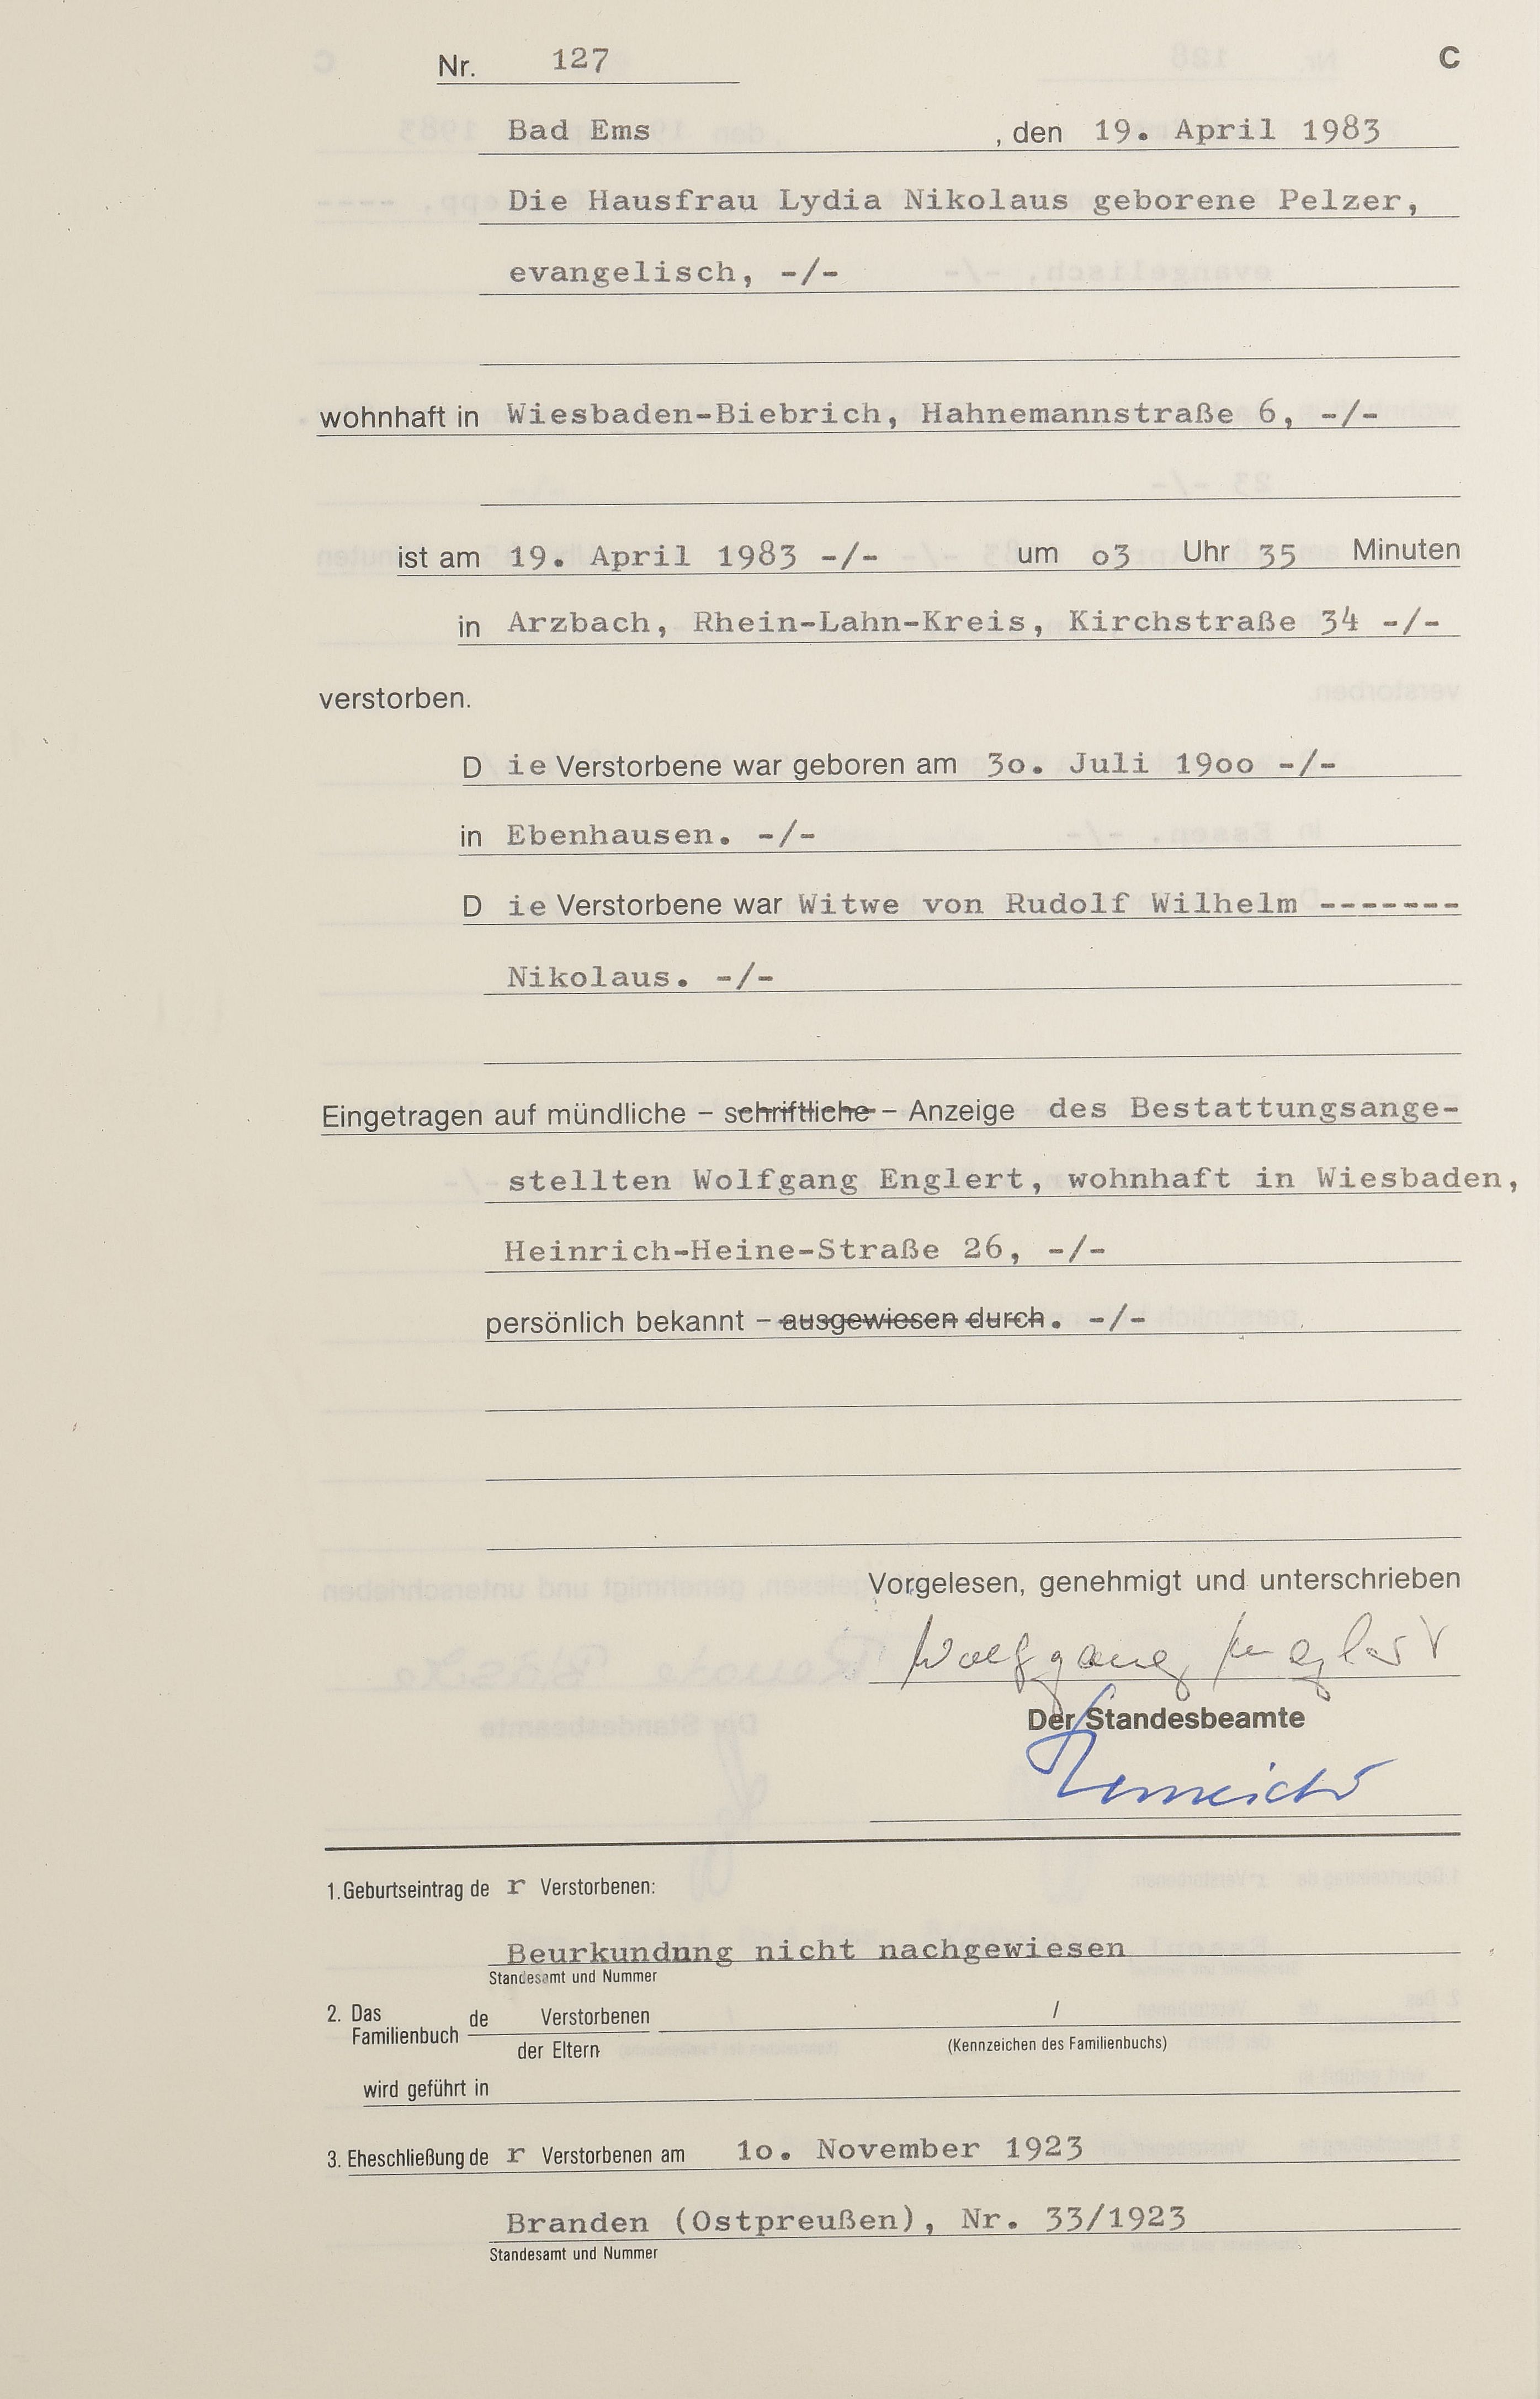 Nr. 127 C
Bad Ems , den 19. April 1983
Die Hausfrau Lydia Nikolaus geborene Pelzer,
evangelisch, -/-
wohnhaft in Wiesbaden-Biebrich, Hahnemannstraße 6, -/-
ist am 19. April 1983 -/- um o3 Uhr 35 Minuten
in Arzbach, Rhein-Lahn-Kreis, Kirchstraße 34 -/-
verstorben.
D ie Verstorbene war geboren am 3o. Juli 19oo -/-
in Ebenhausen. -/-
D ie Verstorbene war Witwe von Rudolf Wilhelm -------
Nikolaus. -/-
Eingetragen auf mündliche – schriftliche – Anzeige des Bestattungsange-
stellten Wolfgang Englert, wohnhaft in Wiesbaden,
Heinrich-Heine-Straße 26, -/-
persönlich bekannt – ausgewiesen durch. -/-
Vorgelesen, genehmigt und unterschrieben
Wolfgang Englert
Der Standesbeamte
1. Geburtseintrag de r Verstorbenen:
Beurkundnng nicht nachgewiesen
Standesamt und Nummer
2. Das Familienbuch de Verstorbenen /
der Eltern (Kennzeichen des Familienbuchs)
wird geführt in
3. Eheschließung de r Verstorbenen am 1o. November 1923
Branden (Ostpreußen), Nr. 33/1923
Standesamt und Nummer